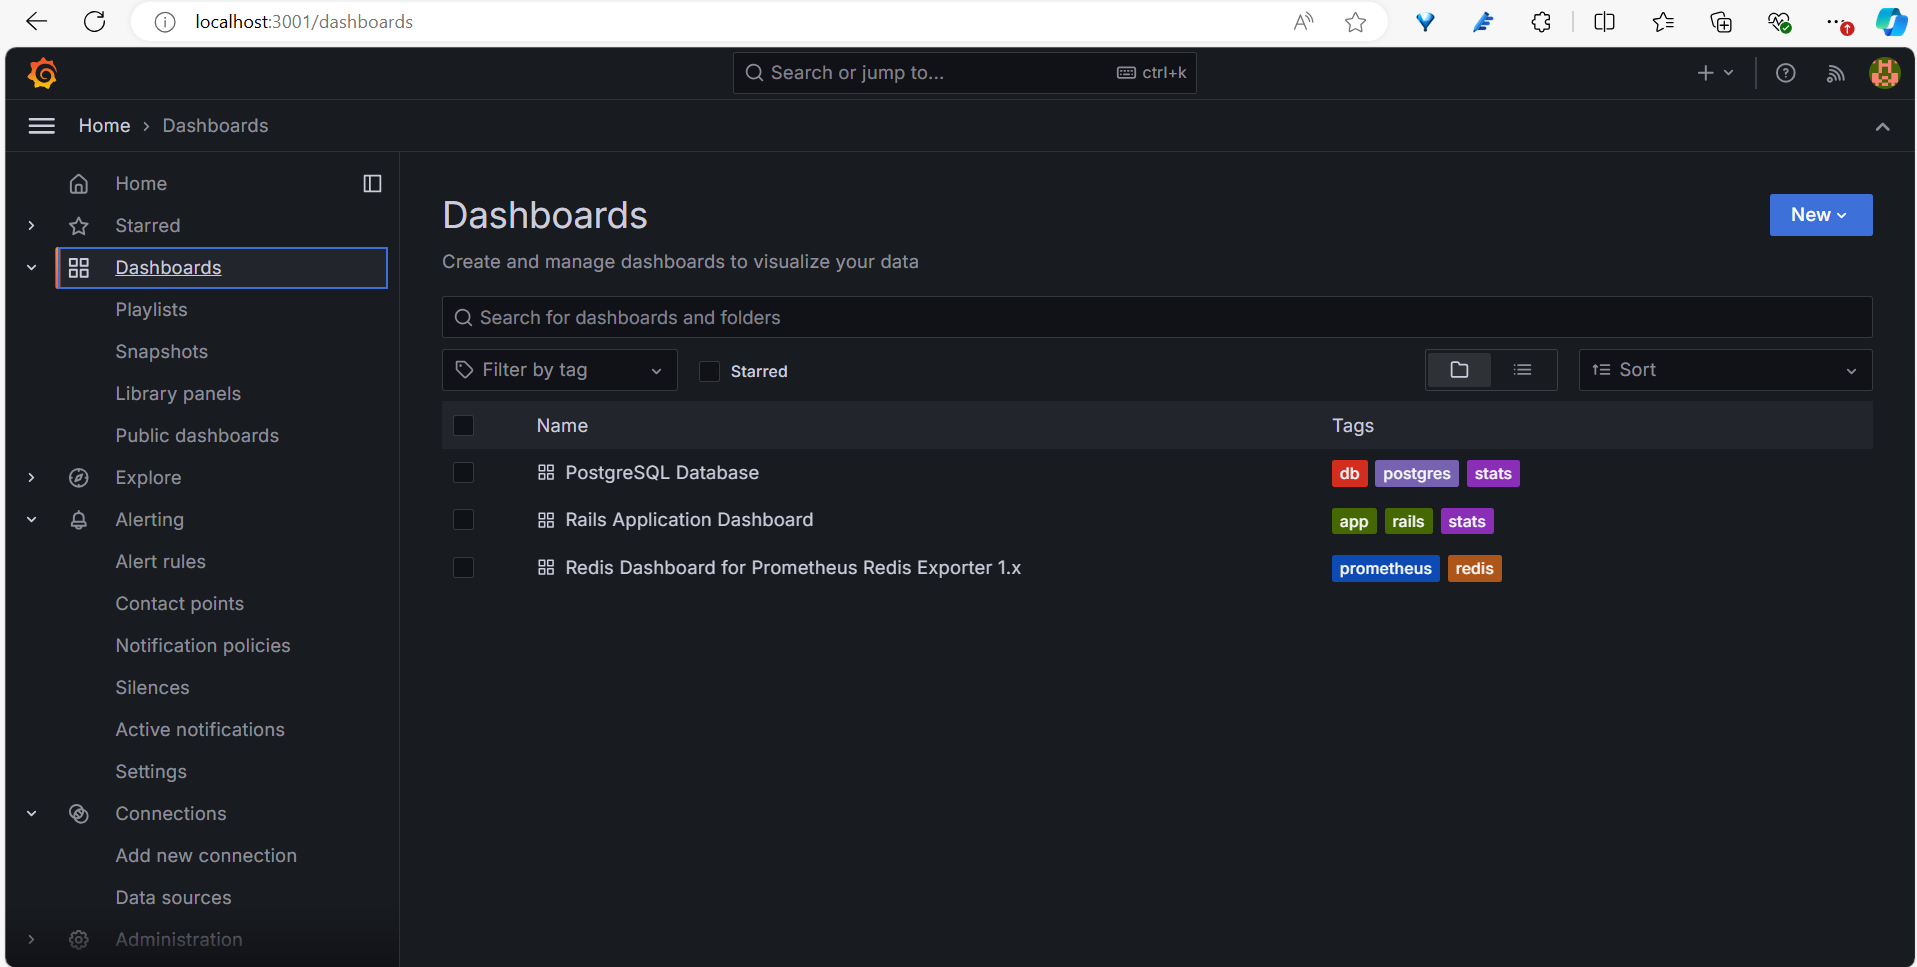 localhost:3001/dashboards
Search or jump to... ctrl+k
Home › Dashboards
Home
Starred
Dashboards
Playlists
Snapshots
Library panels
Public dashboards
Explore
Alerting
Alert rules
Contact points
Notification policies
Silences
Active notifications
Settings
Connections
Add new connection
Data sources
Administration
Dashboards
New
Create and manage dashboards to visualize your data
Search for dashboards and folders
Filter by tag Starred Sort
Name Tags
PostgreSQL Database db postgres stats
Rails Application Dashboard app rails stats
Redis Dashboard for Prometheus Redis Exporter 1.x prometheus redis